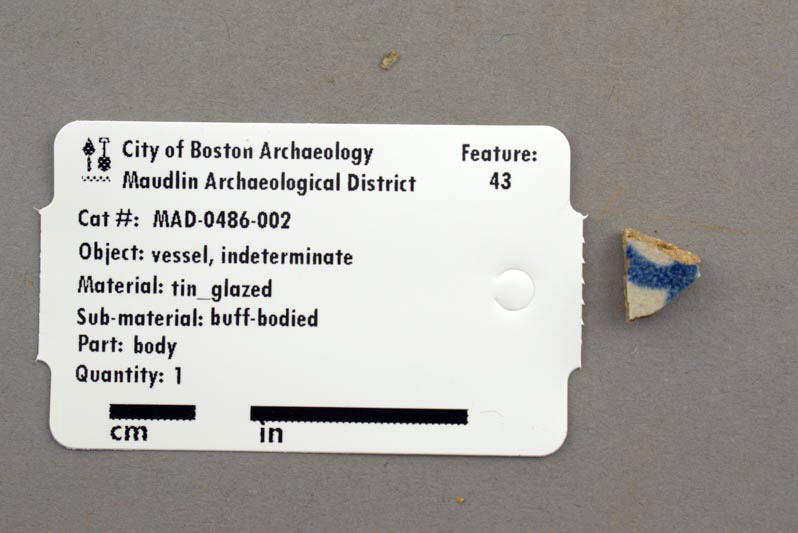 City of Boston Archaeology
Maudlin Archaeological District
Feature:
43
Cat #: MAD-0486-002
Object: vessel, indeterminate
Material: tin_glazed
Sub-material: buff-bodied
Part: body
Quantity: 1
cm in